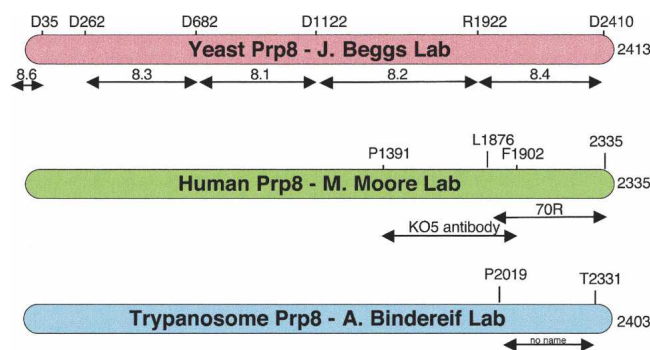 D35 D262 D682 D1122 R1922 D2410
Yeast Prp8 - J. Beggs Lab
2413
8.6 8.3 8.1 8.2 8.4
L1876
P1391 F1902 2335
Human Prp8 - M. Moore Lab
2335
70R
KO5 antibody
P2019 T2331
Trypanosome Prp8 - A. Bindereif Lab
2403
no name